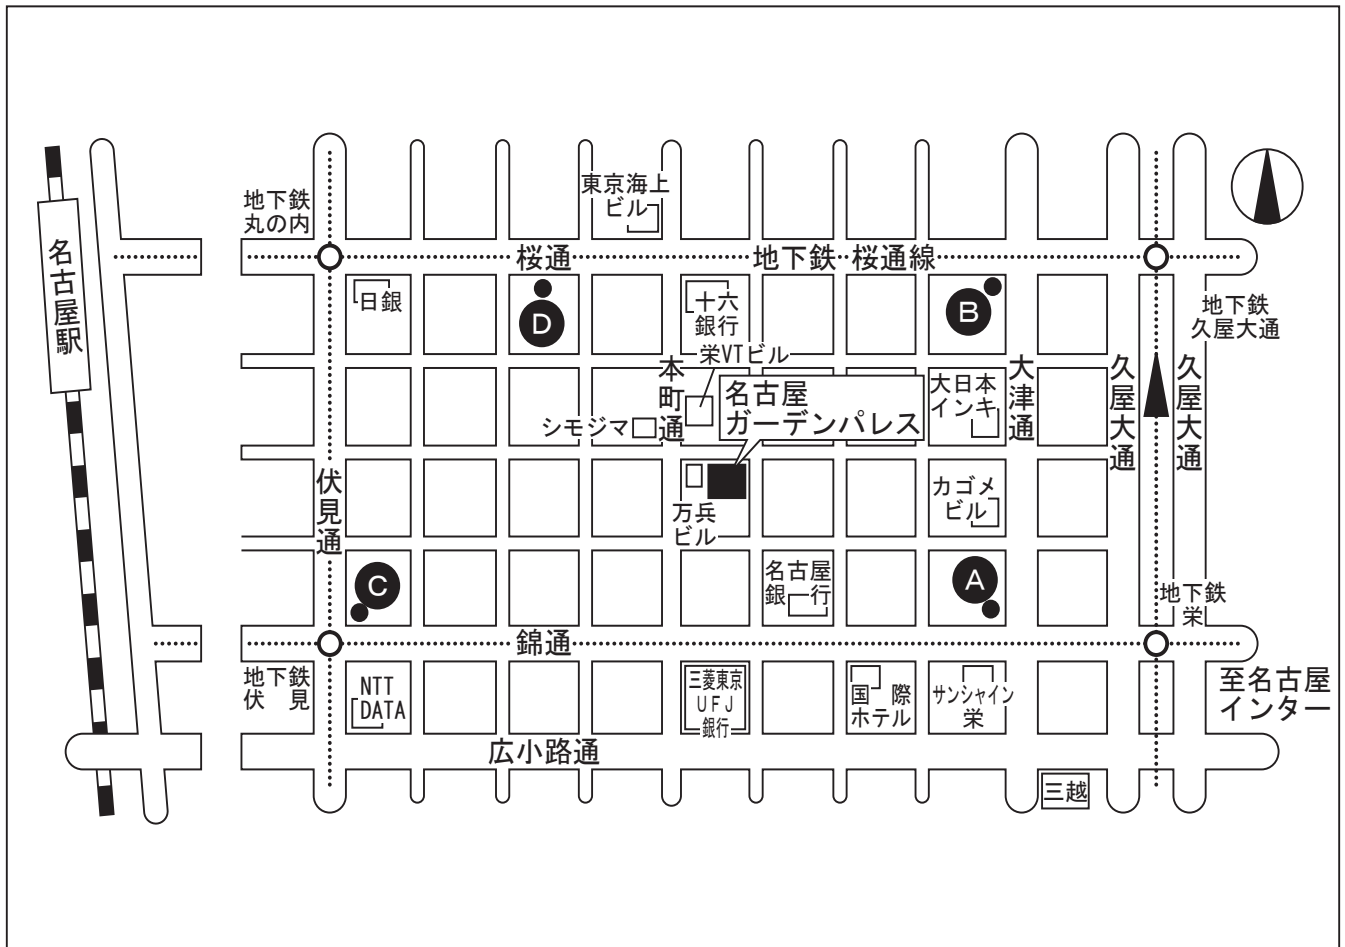 東京海上
ビル
地下鉄
丸の内
名古屋駅
桜通
地下鉄 桜通線
日銀
D
十六
銀行
B
地下鉄
久屋大通
栄VTビル
本町通
名古屋
ガーデンパレス
大日本
インキ
大津通
久屋大通
久屋大通
シモジマ
伏見通
万兵
ビル
カゴメ
ビル
C
名古屋
銀行
A
地下鉄
栄
錦通
地下鉄
伏見
NTT
DATA
三菱東京
UFJ
銀行
国際
ホテル
サンシャイン
栄
至名古屋
インター
広小路通
三越